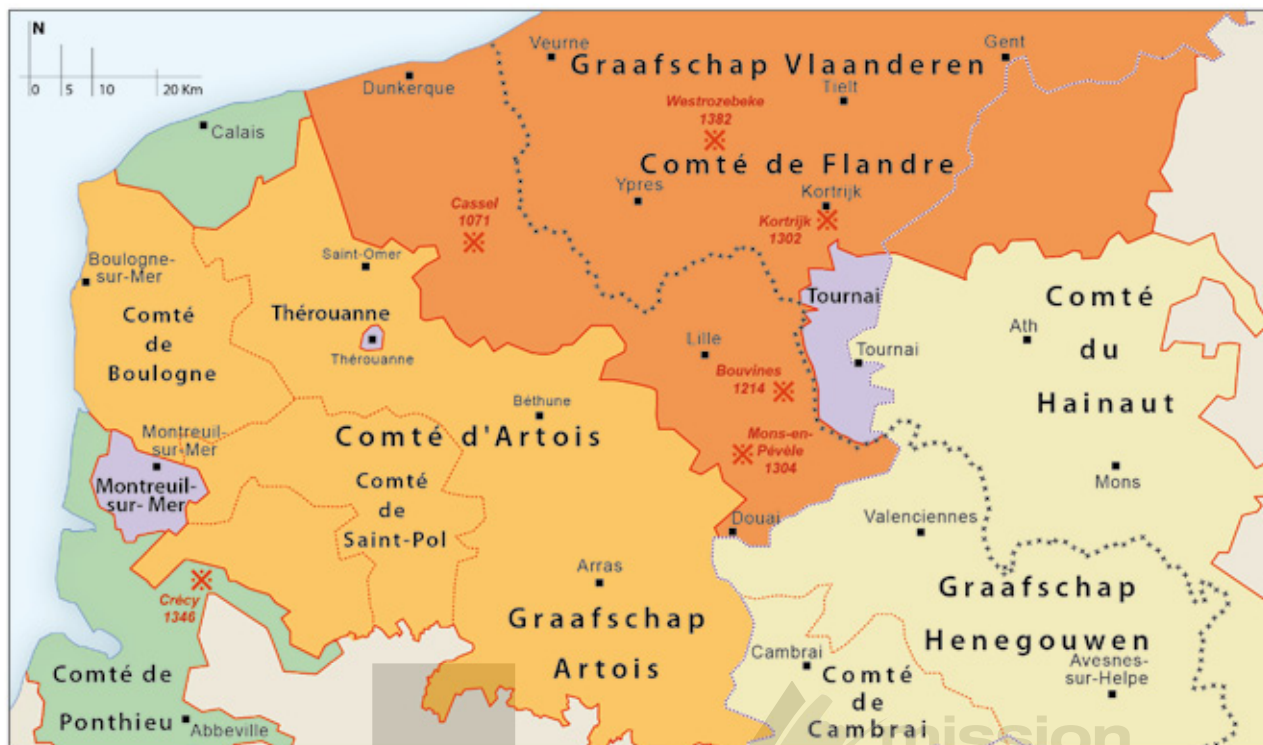 N
0 5 10 20 Km
Veurne
Gent
Graafschap Vlaanderen
Dunkerque
Tielt
Westrozebeke
1382
Calais
Comté de Flandre
Ypres
Kortrijk
Cassel
1071
Kortrijk
1302
Saint-Omer
Boulogne-
sur-Mer
Tournai
Comté
du
Hainaut
Thérouanne
Comté
de
Boulogne
Ath
Lille
Thérouanne
Tournai
Bouvines
1214
Béthune
Montreuil-
sur-Mer
Comté d'Artois
Mons-en-
Pévèle
1304
Mons
Montreuil-
sur-Mer
Comté
de
Saint-Pol
Douai
Valenciennes
Arras
Crécy
1346
Graafschap
Artois
Graafschap
Henegouwen
Cambrai
Avesnes-
sur-Helpe
Comté de
Ponthieu
Comté
de
Cambrai
Abbeville
mission